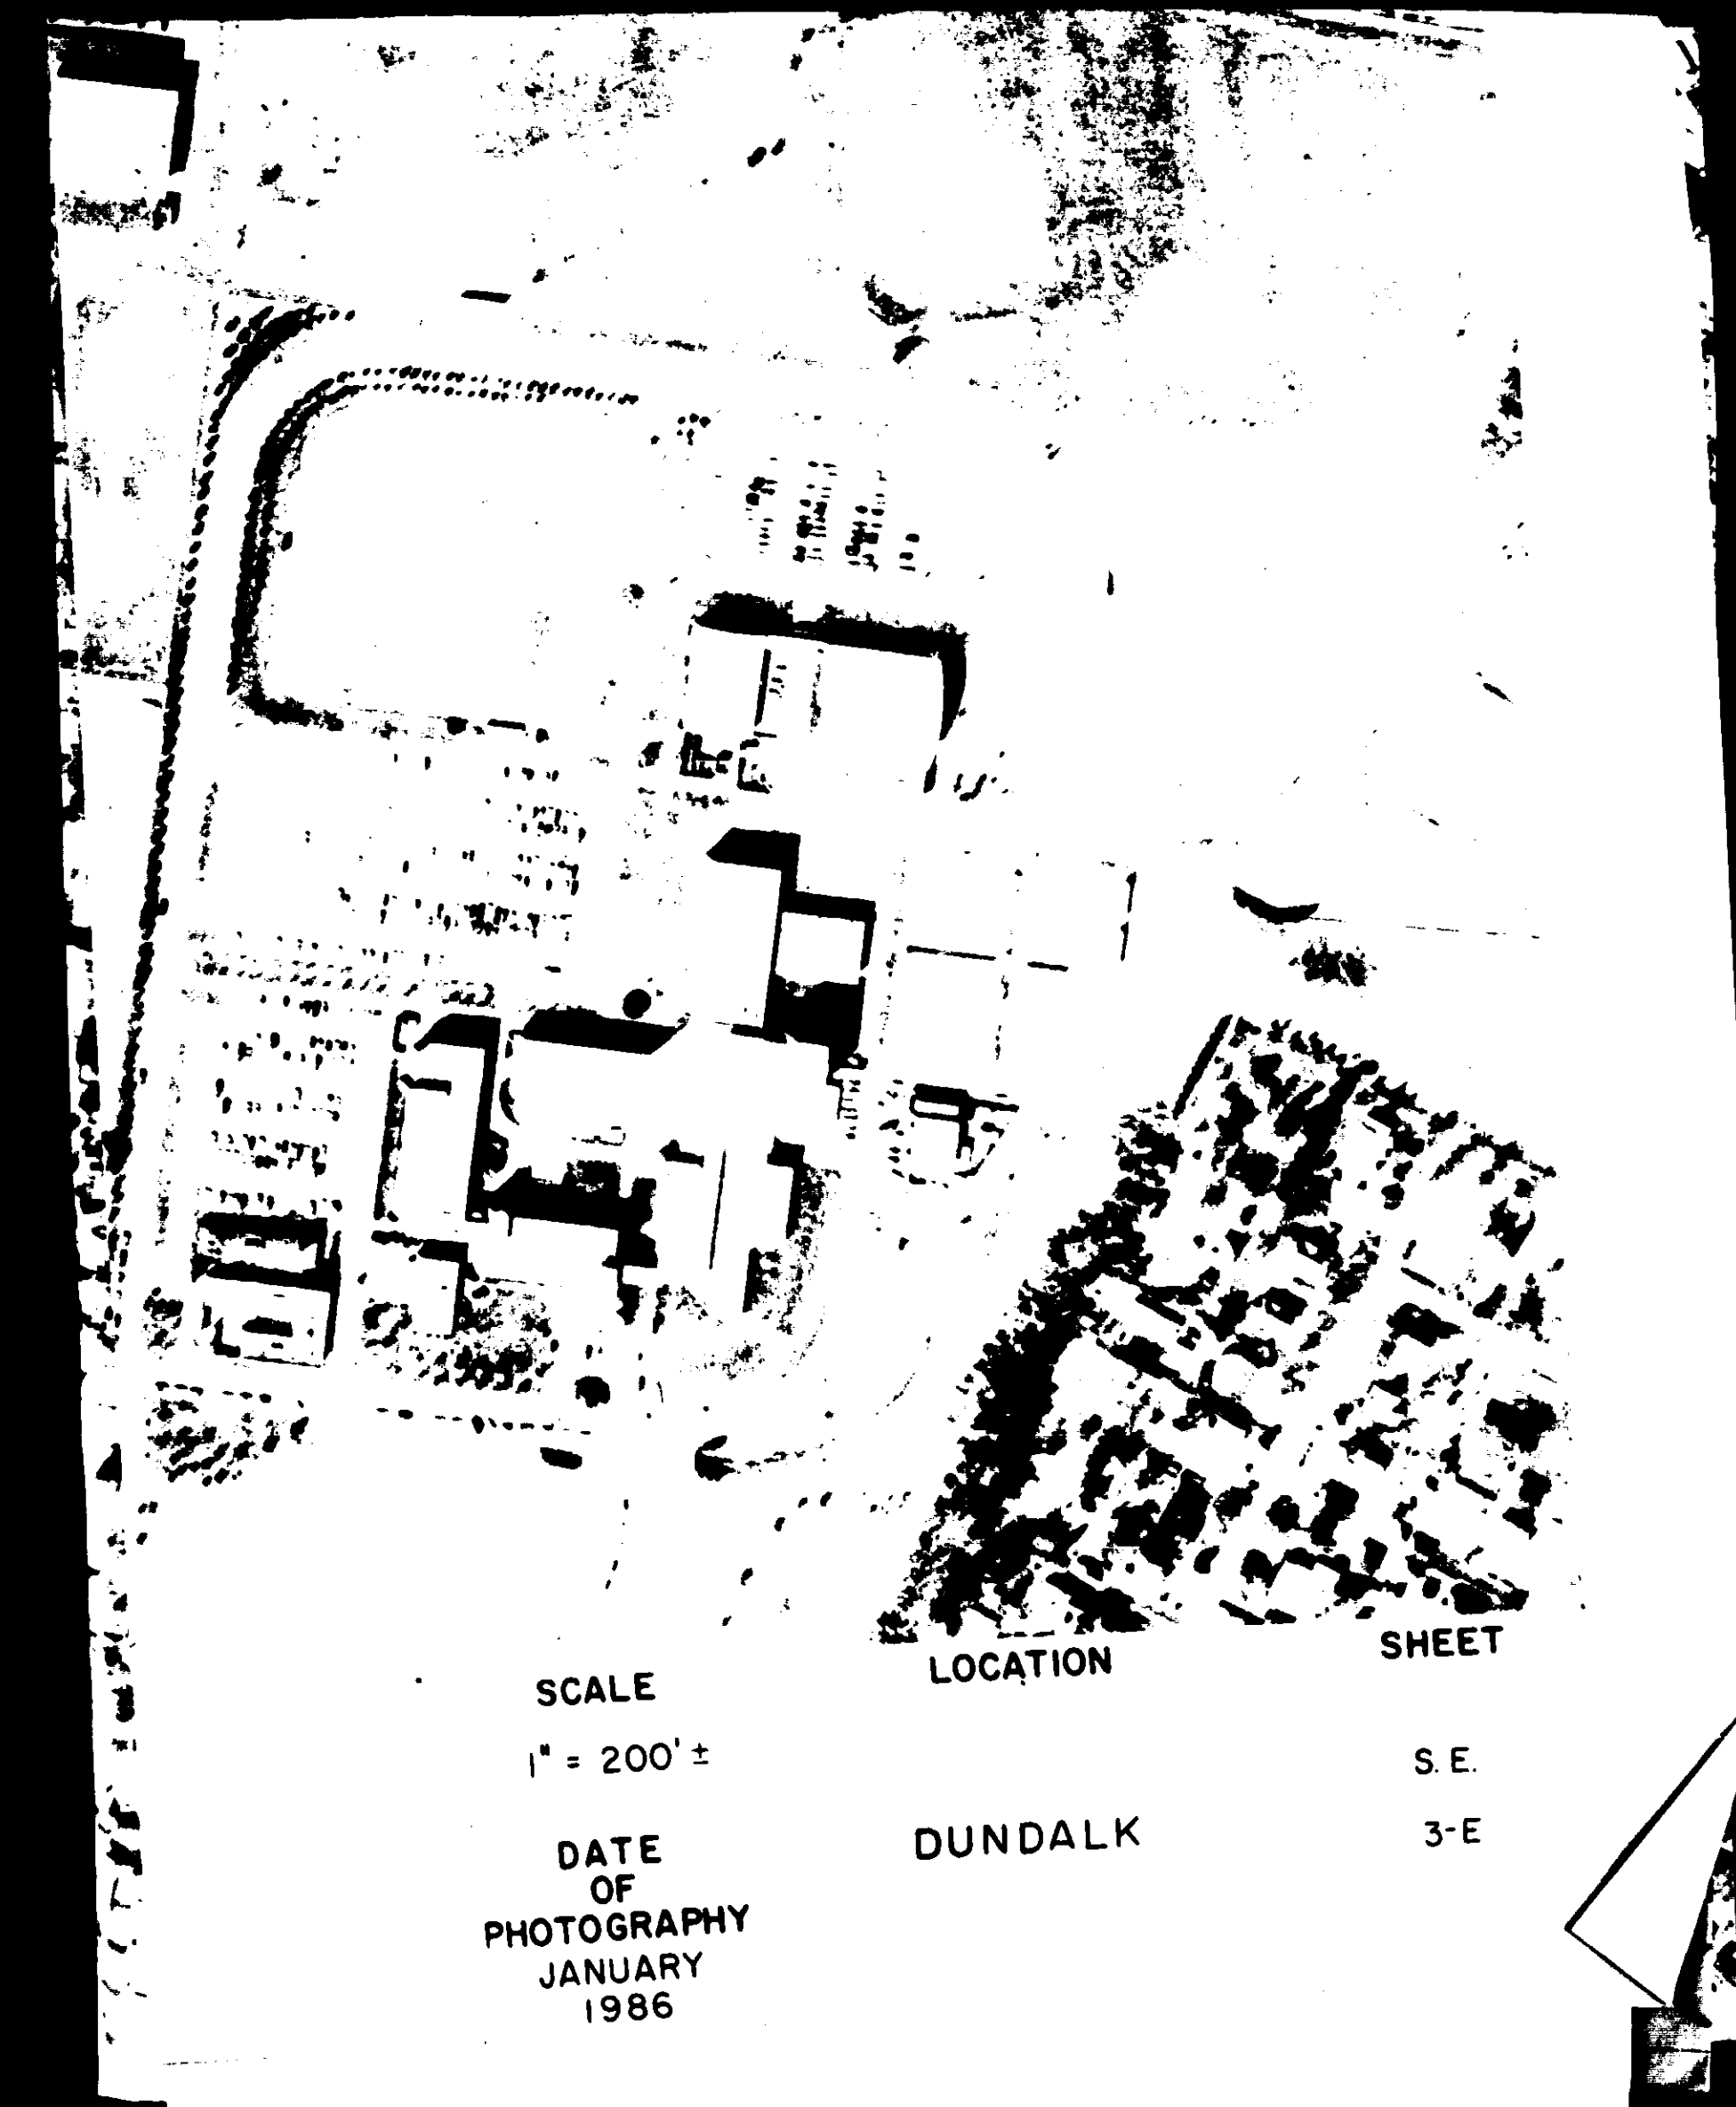 SCALE
1" = 200' ±
DATE
OF
PHOTOGRAPHY
JANUARY
1986
LOCATION
DUNDALK
SHEET
S. E.
3-E